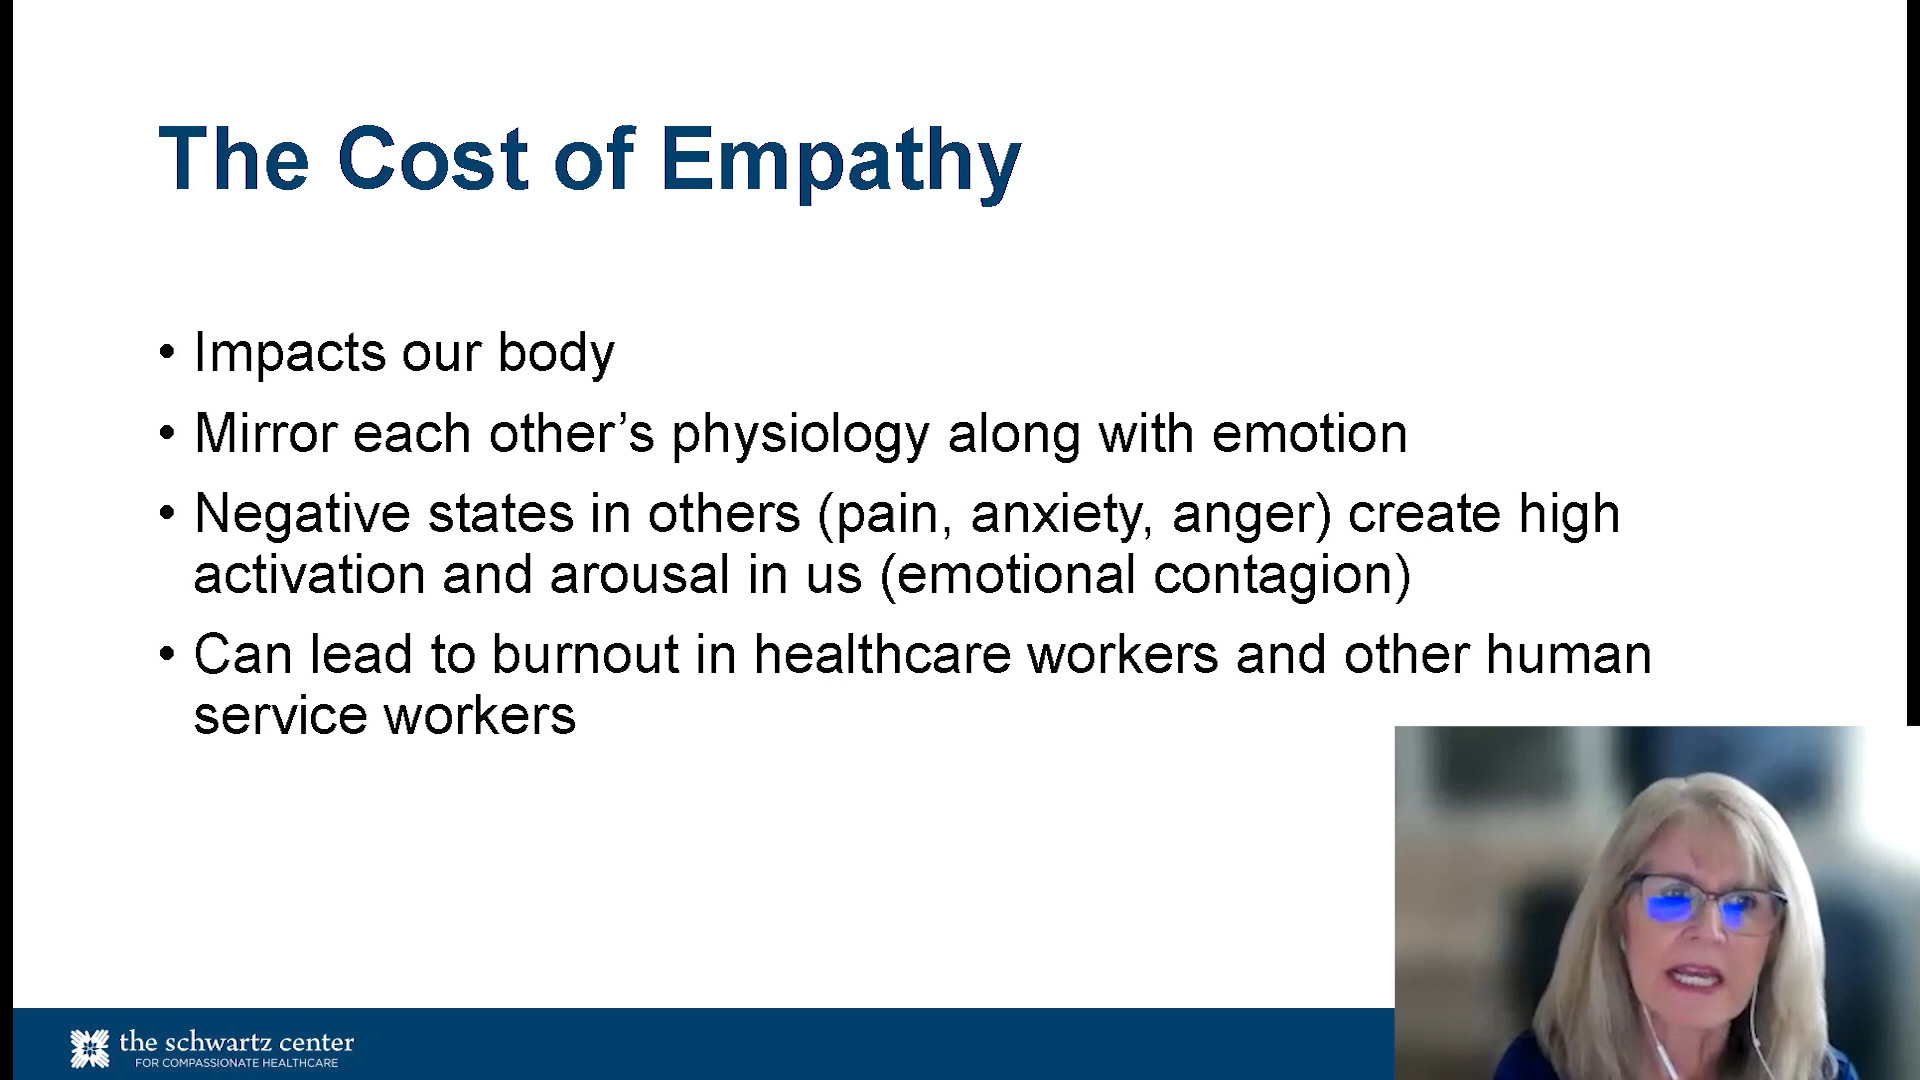 The Cost of Empathy
• Impacts our body
• Mirror each other’s physiology along with emotion
• Negative states in others (pain, anxiety, anger) create high
activation and arousal in us (emotional contagion)
• Can lead to burnout in healthcare workers and other human
service workers
the schwartz center
FOR COMPASSIONATE HEALTHCARE